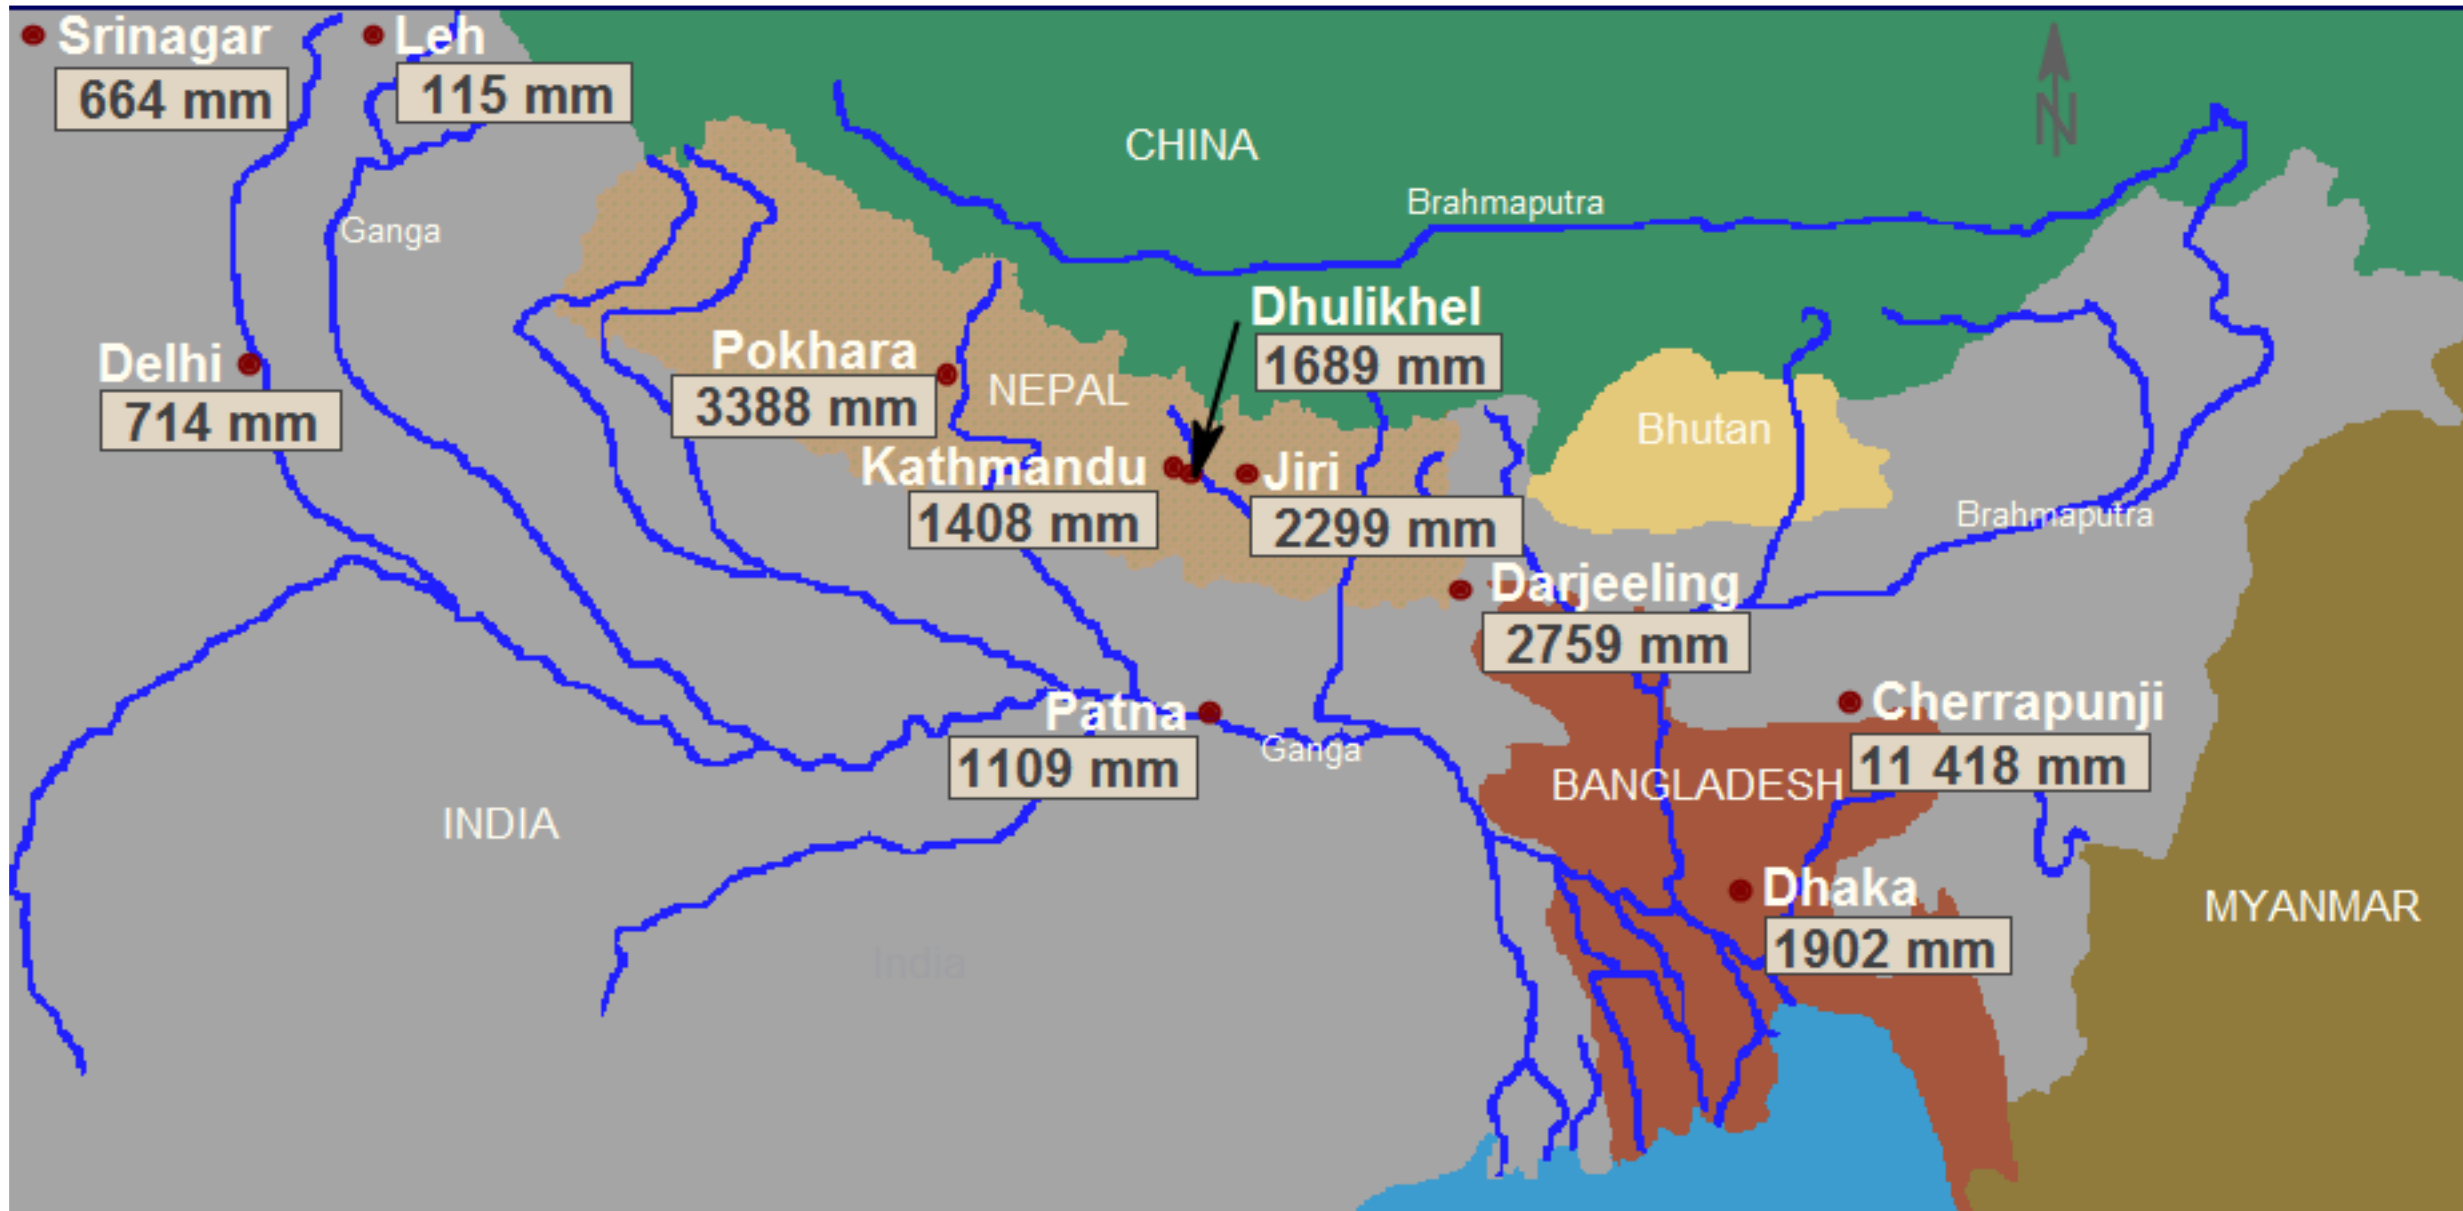 Srinagar
664 mm
Leh
115 mm
N
CHINA
Brahmaputra
Ganga
Dhulikhel
1689 mm
Delhi
714 mm
Pokhara
3388 mm
NEPAL
Bhutan
Kathmandu
1408 mm
Jiri
2299 mm
Brahmaputra
Darjeeling
2759 mm
Patna
1109 mm
Ganga
Cherrapunji
11 418 mm
BANGLADESH
INDIA
Dhaka
1902 mm
MYANMAR
India